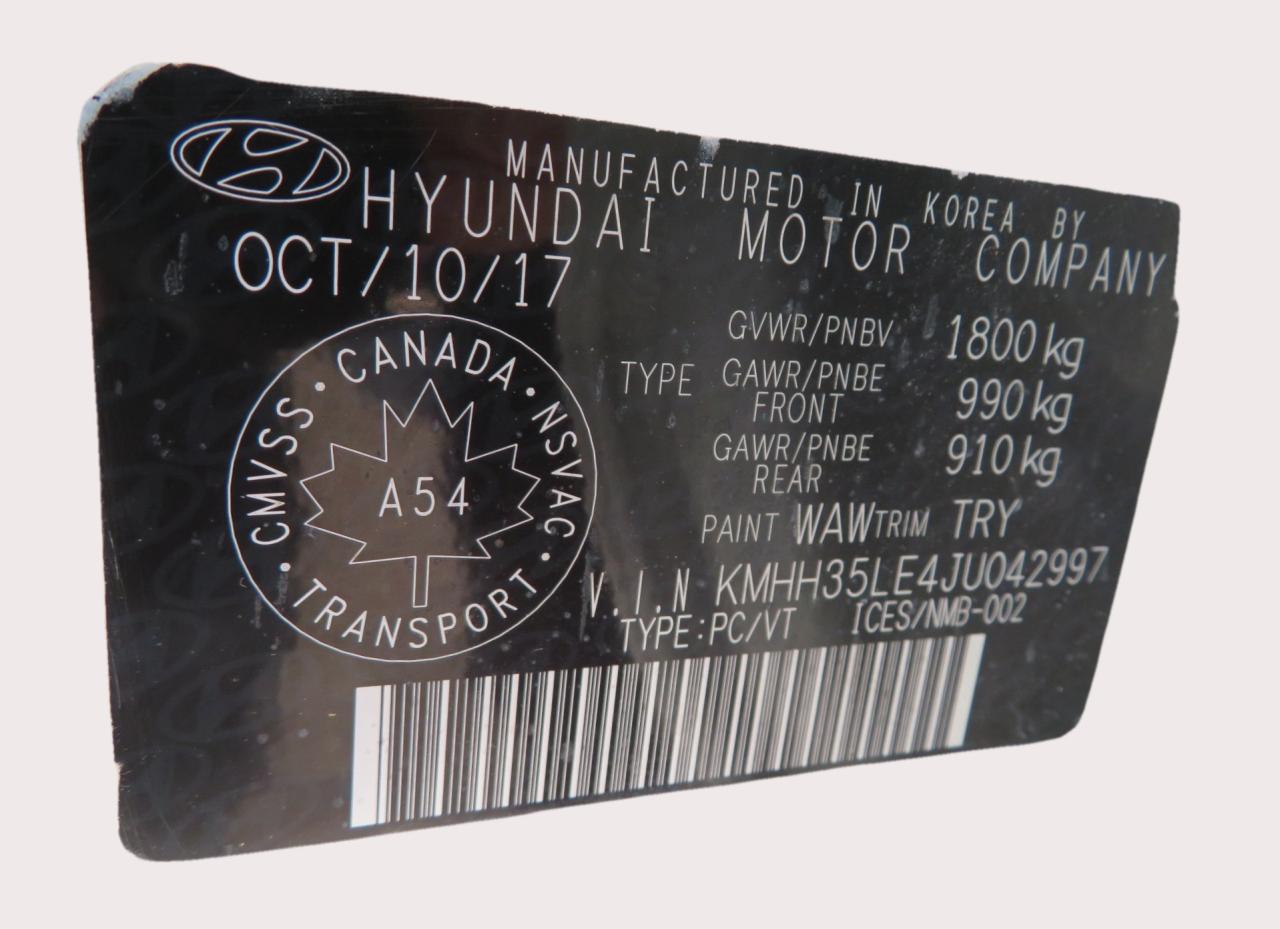 MANUFACTURED IN KOREA BY
HYUNDAI MOTOR COMPANY
OCT/10/17
GVWR/PNBV 1800 kg
TYPE GAWR/PNBE FRONT 990 kg
GAWR/PNBE REAR 910 kg
CANADA · NSVAC · TRANSPORT · CMVSS ·
A54
PAINT WAW TRIM TRY
V.I.N KMHH35LE4JU042997
TYPE:PC/VT ICES/NMB-002